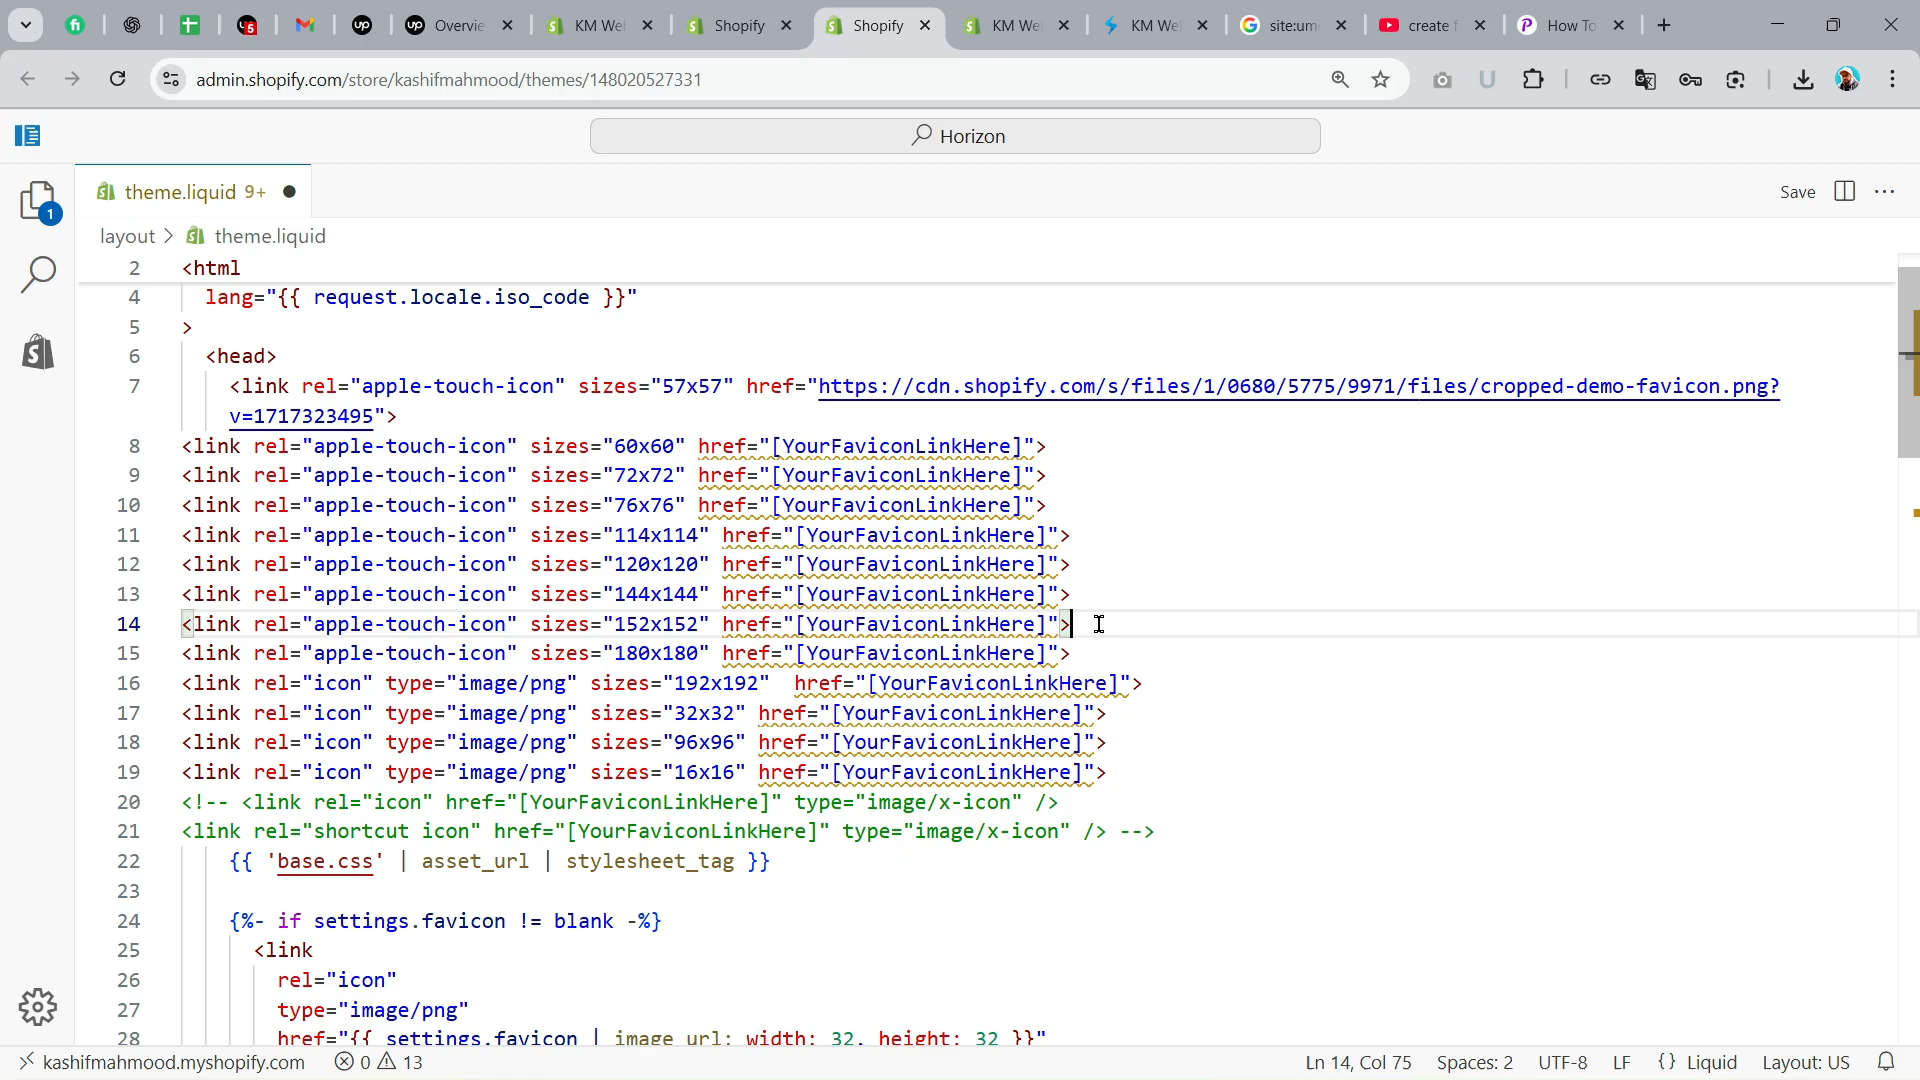 Overvie
KM We
Shopify
Shopify
KM We
KM We
site:um
create f
How To
admin.shopify.com/store/kashifmahmood/themes/148020527331
Horizon
theme.liquid 9+
Save
layout > theme.liquid
1
2 <html
4 lang="{{ request.locale.iso_code }}"
5 >
6 <head>
7 <link rel="apple-touch-icon" sizes="57x57" href="https://cdn.shopify.com/s/files/1/0680/5775/9971/files/cropped-demo-favicon.png?
v=1717323495">
8 <link rel="apple-touch-icon" sizes="60x60" href="[YourFaviconLinkHere]">
9 <link rel="apple-touch-icon" sizes="72x72" href="[YourFaviconLinkHere]">
10 <link rel="apple-touch-icon" sizes="76x76" href="[YourFaviconLinkHere]">
11 <link rel="apple-touch-icon" sizes="114x114" href="[YourFaviconLinkHere]">
12 <link rel="apple-touch-icon" sizes="120x120" href="[YourFaviconLinkHere]">
13 <link rel="apple-touch-icon" sizes="144x144" href="[YourFaviconLinkHere]">
14 <link rel="apple-touch-icon" sizes="152x152" href="[YourFaviconLinkHere]">
15 <link rel="apple-touch-icon" sizes="180x180" href="[YourFaviconLinkHere]">
16 <link rel="icon" type="image/png" sizes="192x192"  href="[YourFaviconLinkHere]">
17 <link rel="icon" type="image/png" sizes="32x32" href="[YourFaviconLinkHere]">
18 <link rel="icon" type="image/png" sizes="96x96" href="[YourFaviconLinkHere]">
19 <link rel="icon" type="image/png" sizes="16x16" href="[YourFaviconLinkHere]">
20 <!-- <link rel="icon" href="[YourFaviconLinkHere]" type="image/x-icon" />
21 <link rel="shortcut icon" href="[YourFaviconLinkHere]" type="image/x-icon" /> -->
22 {{ 'base.css' | asset_url | stylesheet_tag }}
23
24 {%- if settings.favicon != blank -%}
25 <link
26 rel="icon"
27 type="image/png"
28 href="{{ settings.favicon | image_url: width: 32, height: 32 }}"
kashifmahmood.myshopify.com
0 13
Ln 14, Col 75
Spaces: 2
UTF-8
LF
{} Liquid
Layout: US